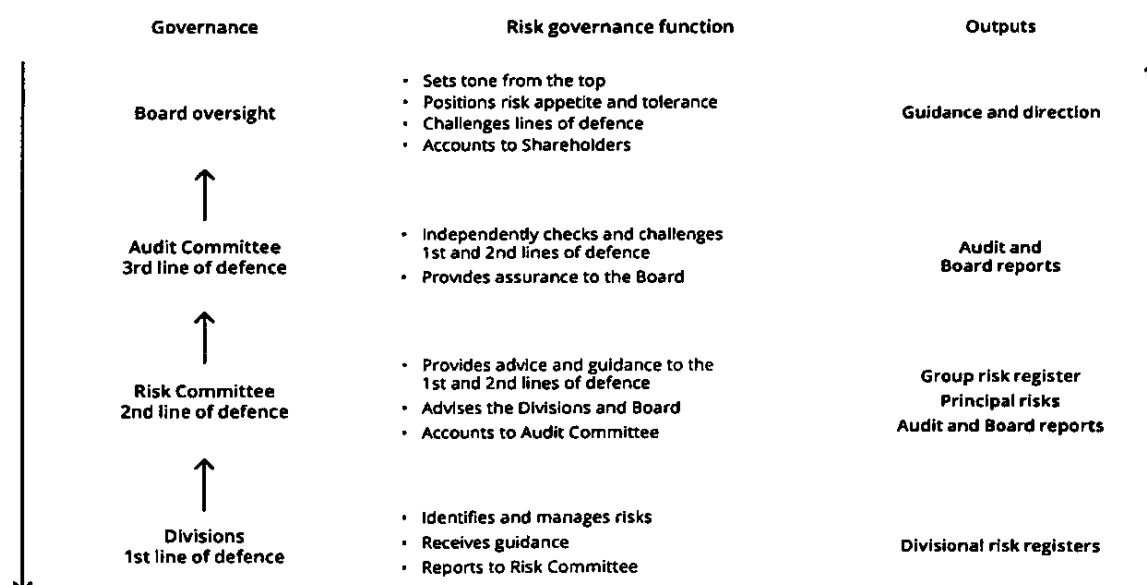 Governance
Risk governance function
Outputs
Board oversight
• Sets tone from the top
• Positions risk appetite and tolerance
• Challenges lines of defence
• Accounts to Shareholders
Guidance and direction
Audit Committee
3rd line of defence
• Independently checks and challenges
1st and 2nd lines of defence
• Provides assurance to the Board
Audit and
Board reports
Risk Committee
2nd line of defence
• Provides advice and guidance to the
1st and 2nd lines of defence
• Advises the Divisions and Board
• Accounts to Audit Committee
Group risk register
Principal risks
Audit and Board reports
Divisions
1st line of defence
• Identifies and manages risks
• Receives guidance
• Reports to Risk Committee
Divisional risk registers